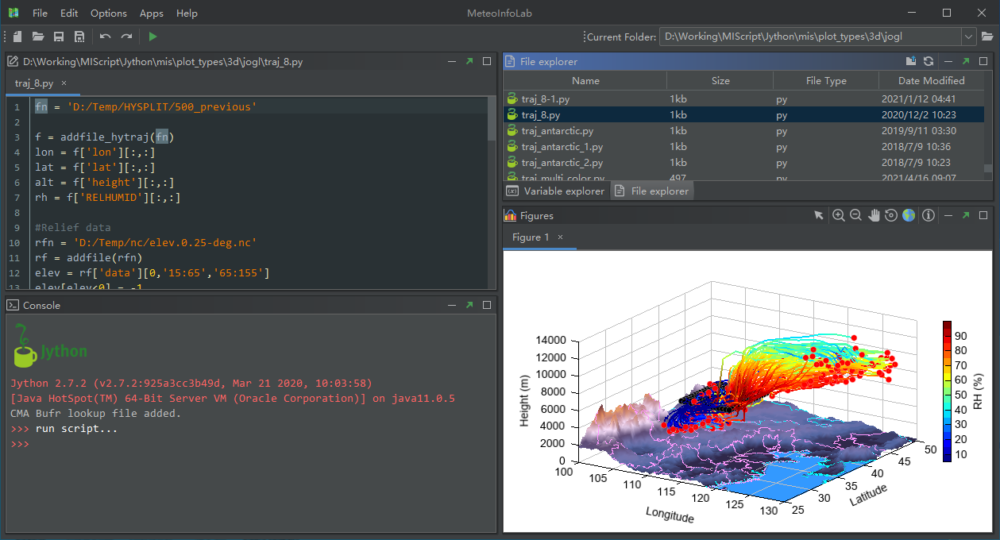 File Edit Options Apps Help MeteoInfoLab
Current Folder: D:\Working\MIScript\Jython\mis\plot_types\3d\jogl
D:\Working\MIScript\Jython\mis\plot_types\3d\jogl\traj_8.py
traj_8.py ×
1 fn = 'D:/Temp/HYSPLIT/500_previous'
2
3 f = addfile_hytraj(fn)
4 lon = f['lon'][:,:]
5 lat = f['lat'][:,:]
6 alt = f['height'][:,:]
7 rh = f['RELHUMID'][:,:]
8
9 #Relief data
10 rfn = 'D:/Temp/nc/elev.0.25-deg.nc'
11 rf = addfile(rfn)
12 elev = rf['data'][0,'15:65','65:155']
13 elev[elev<0] = -1
Console
Jython
Jython 2.7.2 (v2.7.2:925a3cc3b49d, Mar 21 2020, 10:03:58)
[Java HotSpot(TM) 64-Bit Server VM (Oracle Corporation)] on java11.0.5
CMA Bufr lookup file added.
>>> run script...
>>>
File explorer
Name Size File Type Date Modified
traj_8-1.py 1kb py 2021/1/12 04:41
traj_8.py 1kb py 2020/12/2 10:23
traj_antarctic.py 1kb py 2019/9/11 03:30
traj_antarctic_1.py 1kb py 2018/7/9 10:36
traj_antarctic_2.py 1kb py 2018/7/9 10:23
traj_multi_color.py 497 py 2021/4/16 09:07
Variable explorer File explorer
Figures
Figure 1 ×
Height (m)
14000
12000
10000
8000
6000
4000
2000
0
100 105 110 115 120 125 130
Longitude
25 30 35 40 45 50
Latitude
90
80
70
60
50
40
30
20
10
RH (%)